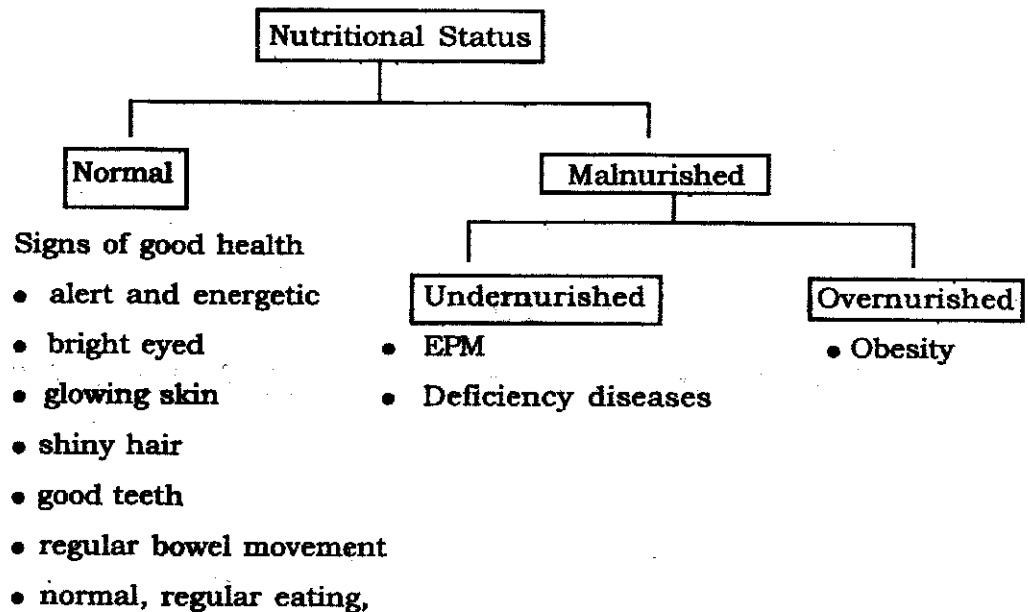 Nutritional Status
Normal
Malnurished
Signs of good health
• alert and energetic
• bright eyed
• glowing skin
• shiny hair
• good teeth
• regular bowel movement
• normal, regular eating,
Undernurished
• EPM
• Deficiency diseases
Overnurished
• Obesity